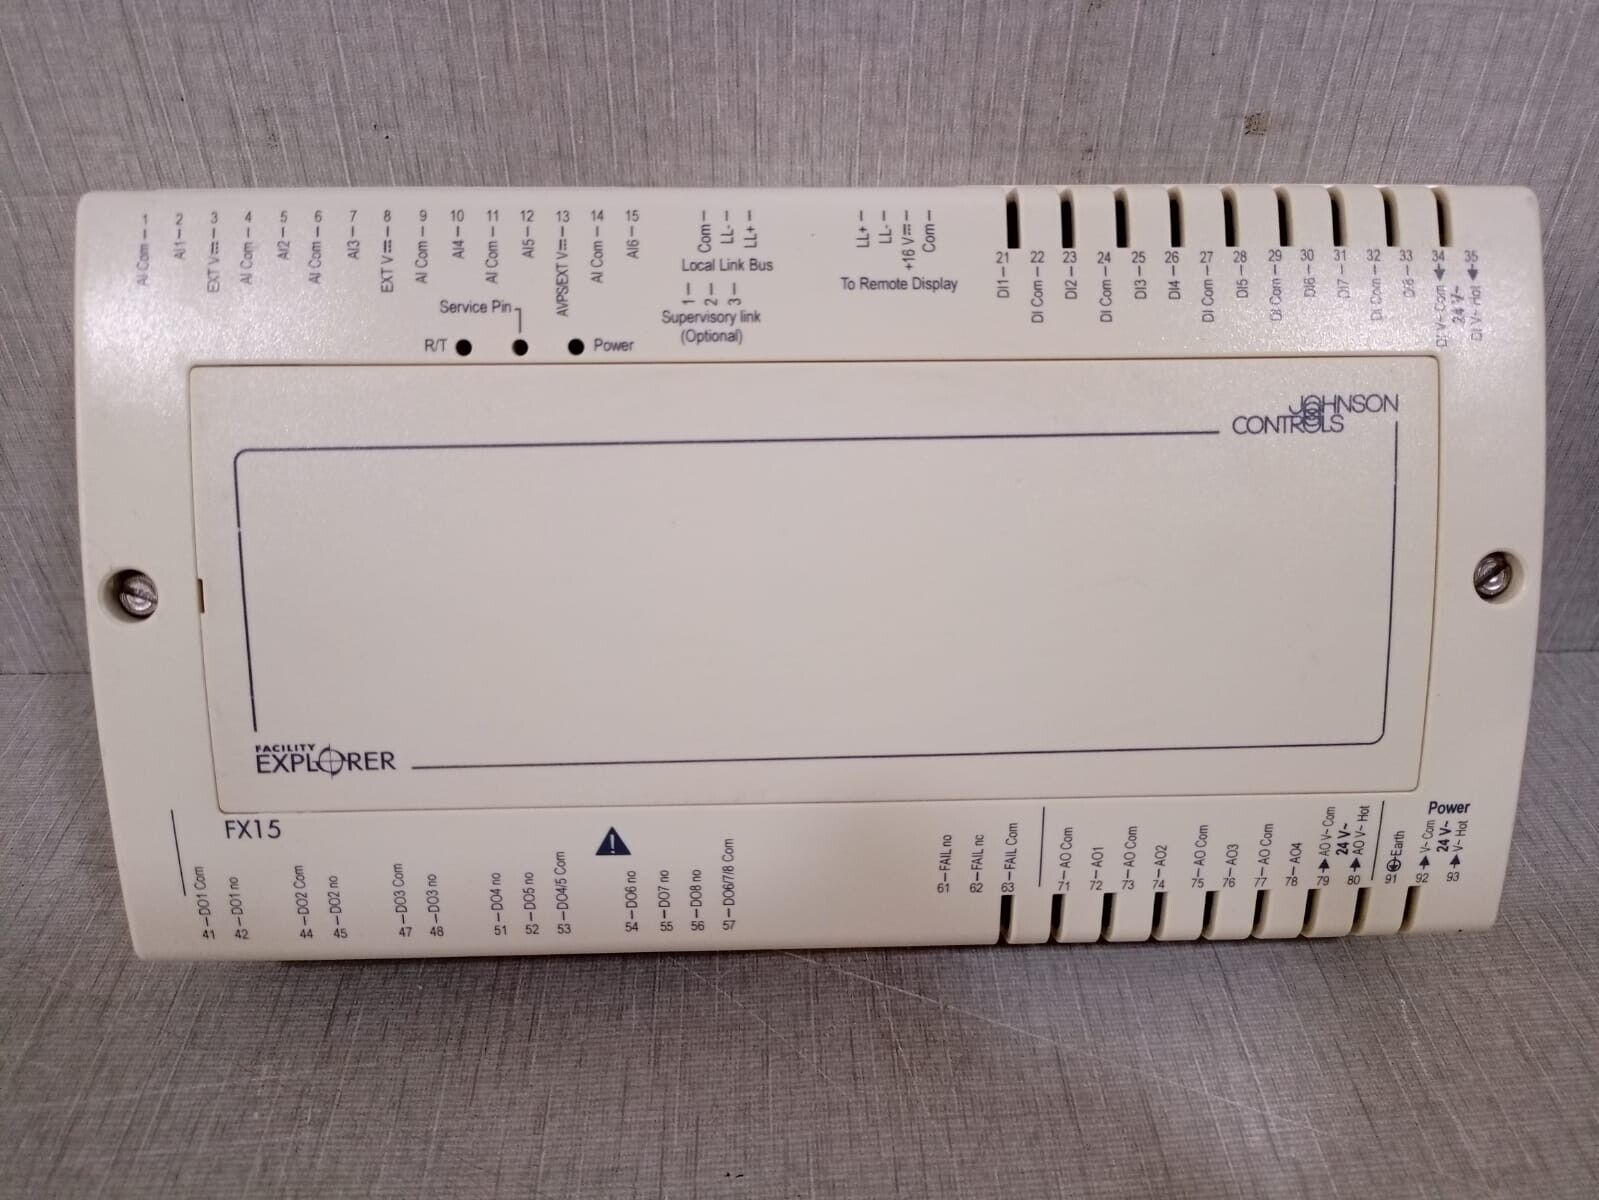 1 – AI Com
2 – AI1
3 – EXT V
4 – AI Com
5 – AI2
6 – AI Com
7 – AI3
8 – EXT V
9 – AI Com
10 – AI4
11 – AI Com
12 – AI5
13 – AVPS/EXT V
14 – AI Com
15 – AI6
Com –
LL- –
LL+ –
Local Link Bus
1 –
2 –
3 –
Supervisory link
(Optional)
LL+ –
LL- –
+16 V –
Com –
To Remote Display
21 DI1 –
22 DI Com –
23 DI2 –
24 DI Com –
25 DI3 –
26 DI4 –
27 DI Com –
28 DI5 –
29 DI Com –
30 DI6 –
31 DI7 –
32 DI Com –
33 DI8 –
34 DI V~ Com
24 V~
35 DI V~ Hot
Service Pin
R/T
Power
JOHNSON
CONTROLS
FACILITY
EXPLORER
FX15
41 – DO1 Com
42 – DO1 no
44 – DO2 Com
45 – DO2 no
47 – DO3 Com
48 – DO3 no
51 – DO4 no
52 – DO5 no
53 – DO4/5 Com
!
54 – DO6 no
55 – DO7 no
56 – DO8 no
57 – DO6/7/8 Com
61 – FAIL no
62 – FAIL nc
63 – FAIL Com
71 – AO Com
72 – AO1
73 – AO Com
74 – AO2
75 – AO Com
76 – AO3
77 – AO Com
78 – AO4
79 AO V~ Com
24 V~
80 AO V~ Hot
91 Earth
Power
92 V~ Com
24 V~
93 V~ Hot